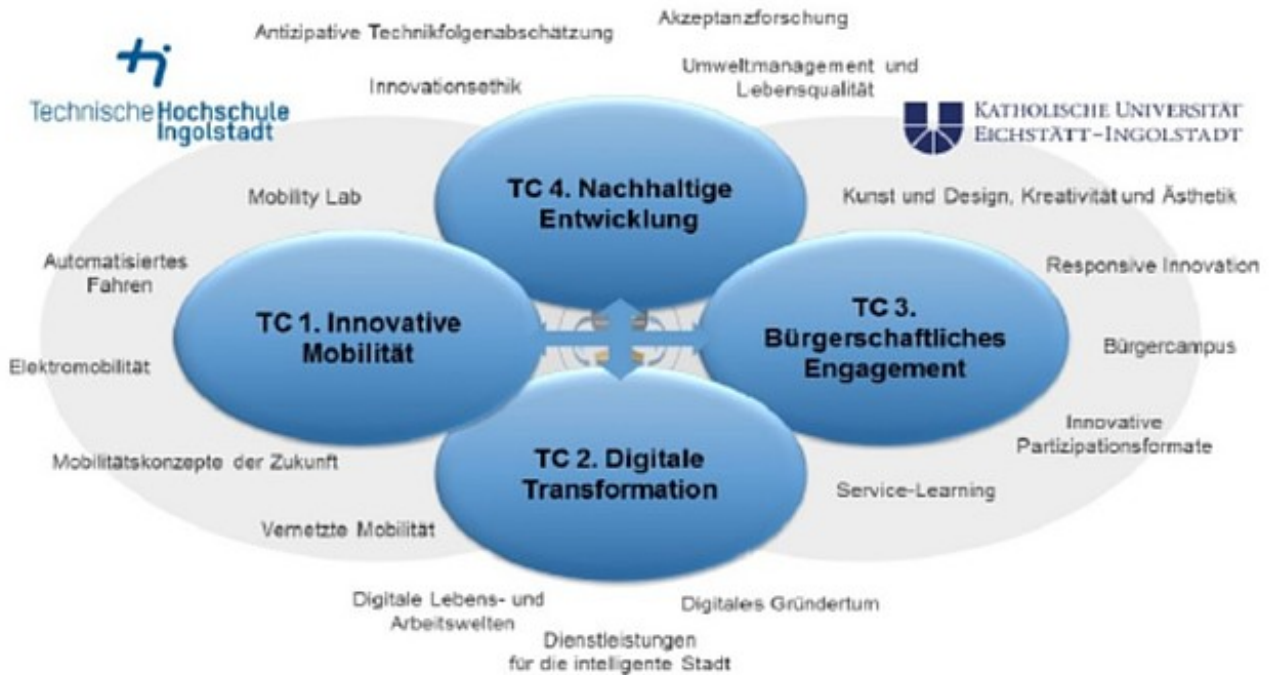 Antizipative Technikfolgenabschätzung
Akzeptanzforschung
Innovationsethik
Umweltmanagement und
Lebensqualität
Technische Hochschule
Ingolstadt
KATHOLISCHE UNIVERSITÄT
EICHSTÄTT-INGOLSTADT
TC 4. Nachhaltige
Entwicklung
Mobility Lab
Kunst und Design, Kreativität und Ästhetik
Automatisiertes
Fahren
Responsive Innovation
TC 1. Innovative
Mobilität
TC 3.
Bürgerschaftliches
Engagement
Elektromobilität
Bürgercampus
Innovative
Partizipationsformate
Mobilitätskonzepte der Zukunft
TC 2. Digitale
Transformation
Service-Learning
Vernetzte Mobilität
Digitale Lebens- und
Arbeitswelten
Digitales Gründertum
Dienstleistungen
für die intelligente Stadt